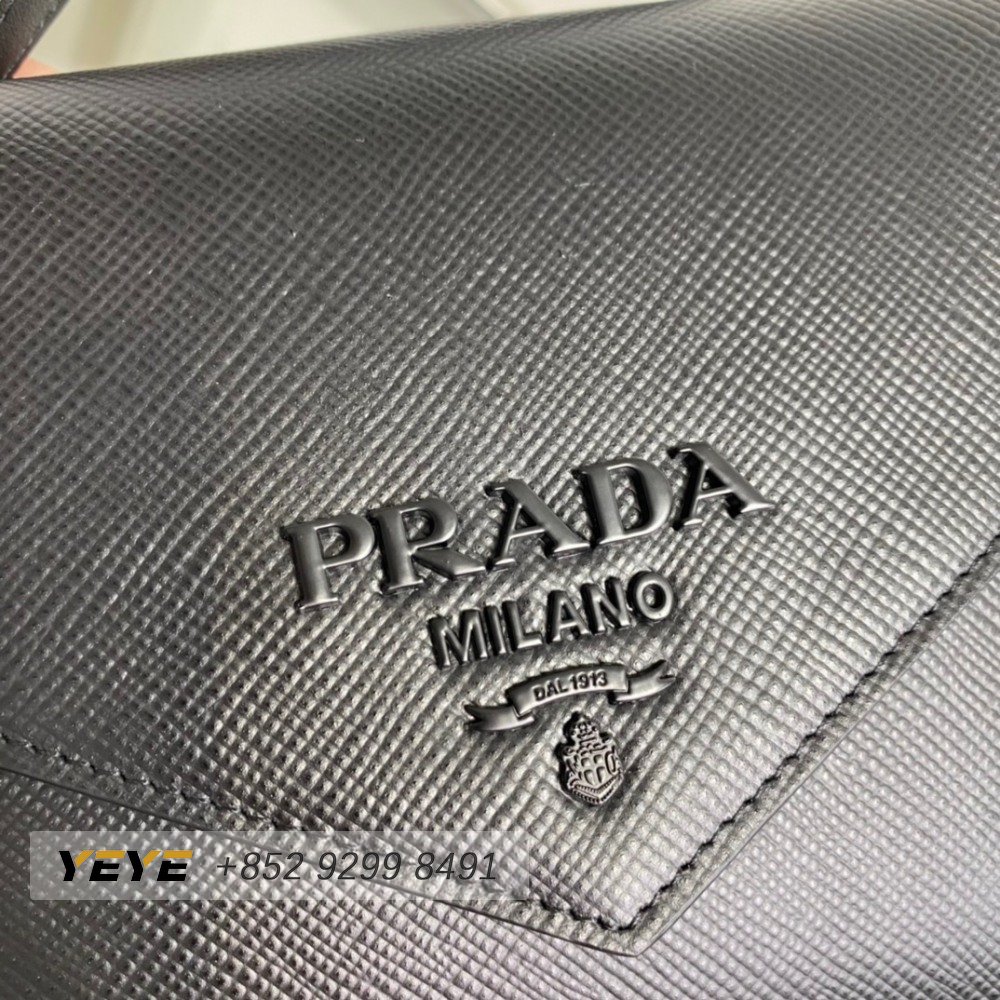 PRADA
MILANO
DAL 1913
YEYE +852 9299 8491